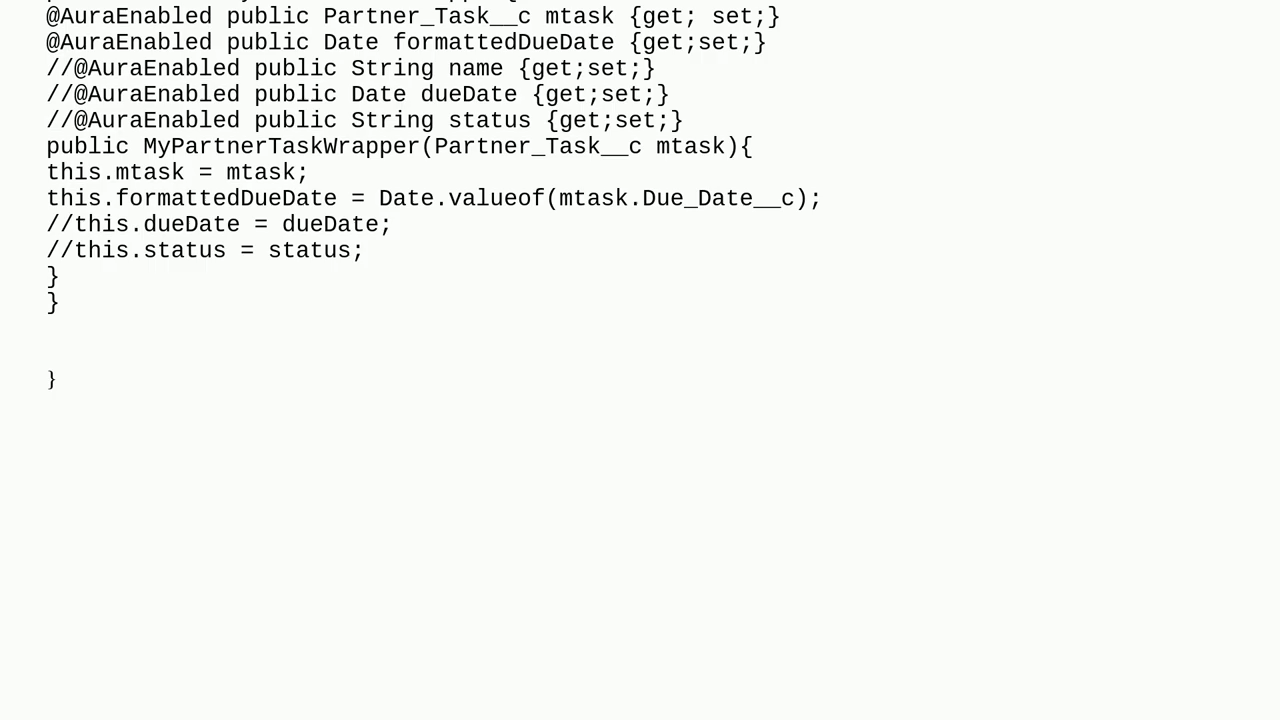 @AuraEnabled public Partner_Task__c mtask {get; set;}
@AuraEnabled public Date formattedDueDate {get;set;}
//@AuraEnabled public String name {get;set;}
//@AuraEnabled public Date dueDate {get;set;}
//@AuraEnabled public String status {get;set;}
public MyPartnerTaskWrapper(Partner_Task__c mtask){
this.mtask = mtask;
this.formattedDueDate = Date.valueof(mtask.Due_Date__c);
//this.dueDate = dueDate;
//this.status = status;
}
}
}